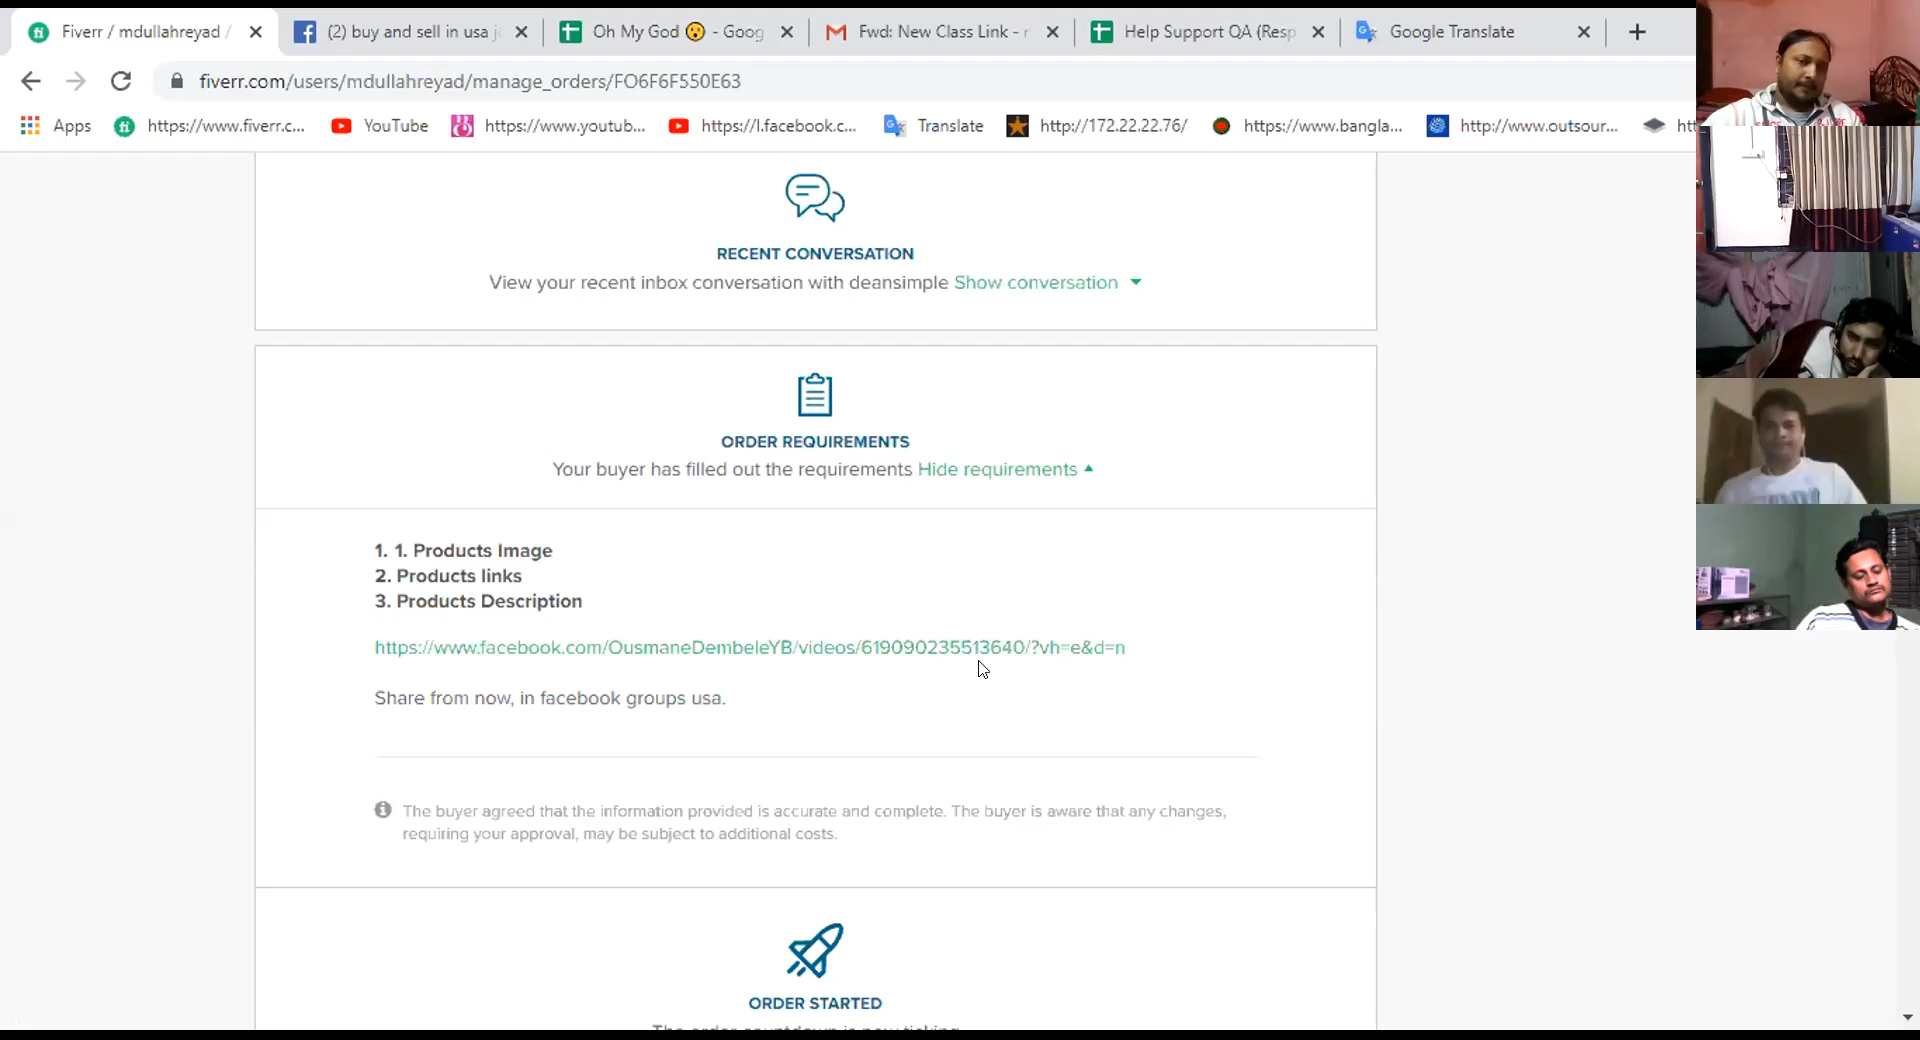 Fiverr / mdullahreyad /
(2) buy and sell in usa
Oh My God 😮 - Goog
Fwd: New Class Link -
Help Support QA (Resp
Google Translate
fiverr.com/users/mdullahreyad/manage_orders/FO6F6F550E63
Apps
https://www.fiverr.c...
YouTube
https://www.youtub...
https://l.facebook.c...
Translate
http://172.22.22.76/
https://www.bangla...
http://www.outsour...
RECENT CONVERSATION
View your recent inbox conversation with deansimple Show conversation
ORDER REQUIREMENTS
Your buyer has filled out the requirements Hide requirements
1. 1. Products Image
2. Products links
3. Products Description
https://www.facebook.com/OusmaneDembeleYB/videos/619090235513640/?vh=e&d=n
Share from now, in facebook groups usa.
The buyer agreed that the information provided is accurate and complete. The buyer is aware that any changes,
requiring your approval, may be subject to additional costs.
ORDER STARTED
The order countdown is now ticking